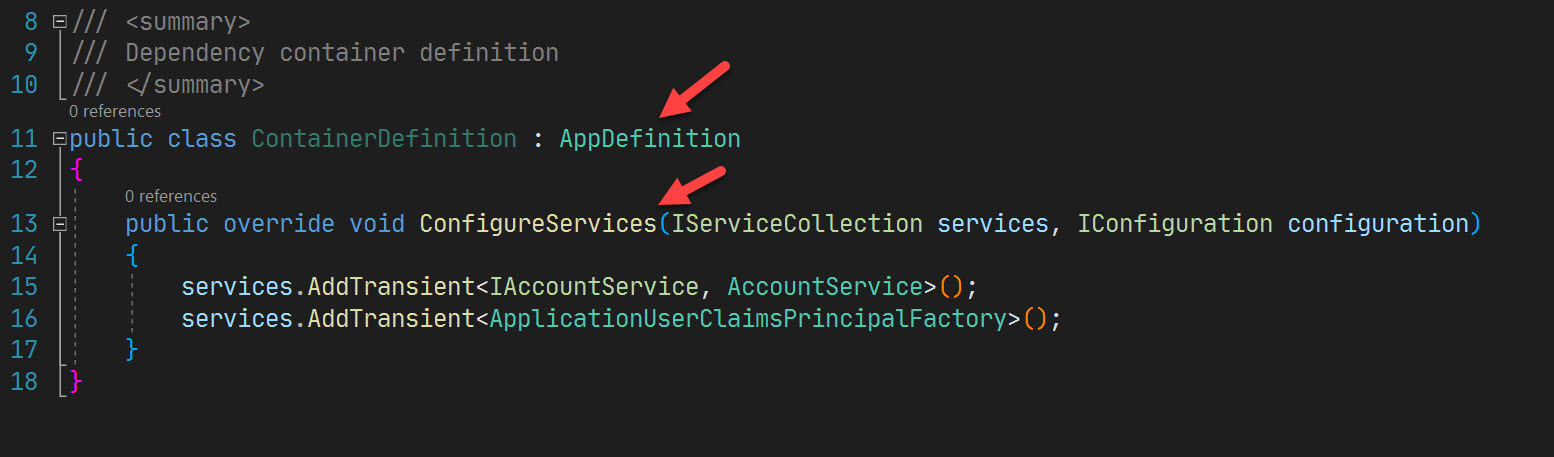 8 /// <summary>
9 /// Dependency container definition
10 /// </summary>
0 references
11 public class ContainerDefinition : AppDefinition
12 {
0 references
13 public override void ConfigureServices(IServiceCollection services, IConfiguration configuration)
14 {
15 services.AddTransient<IAccountService, AccountService>();
16 services.AddTransient<ApplicationUserClaimsPrincipalFactory>();
17 }
18 }